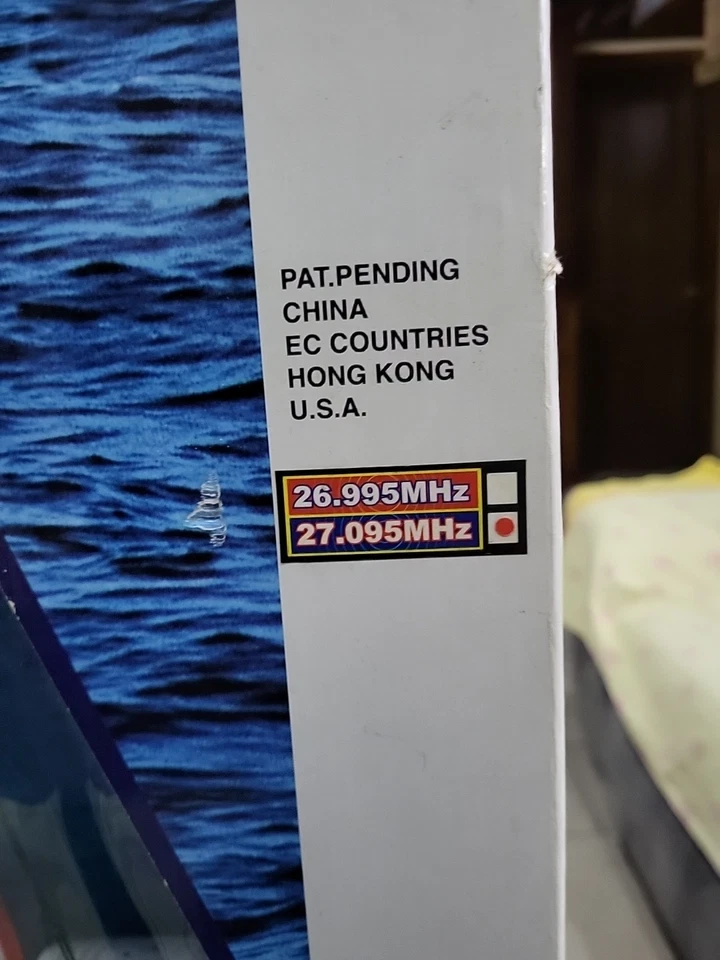 PAT.PENDING
CHINA
EC COUNTRIES
HONG KONG
U.S.A.
26.995MHz
27.095MHz